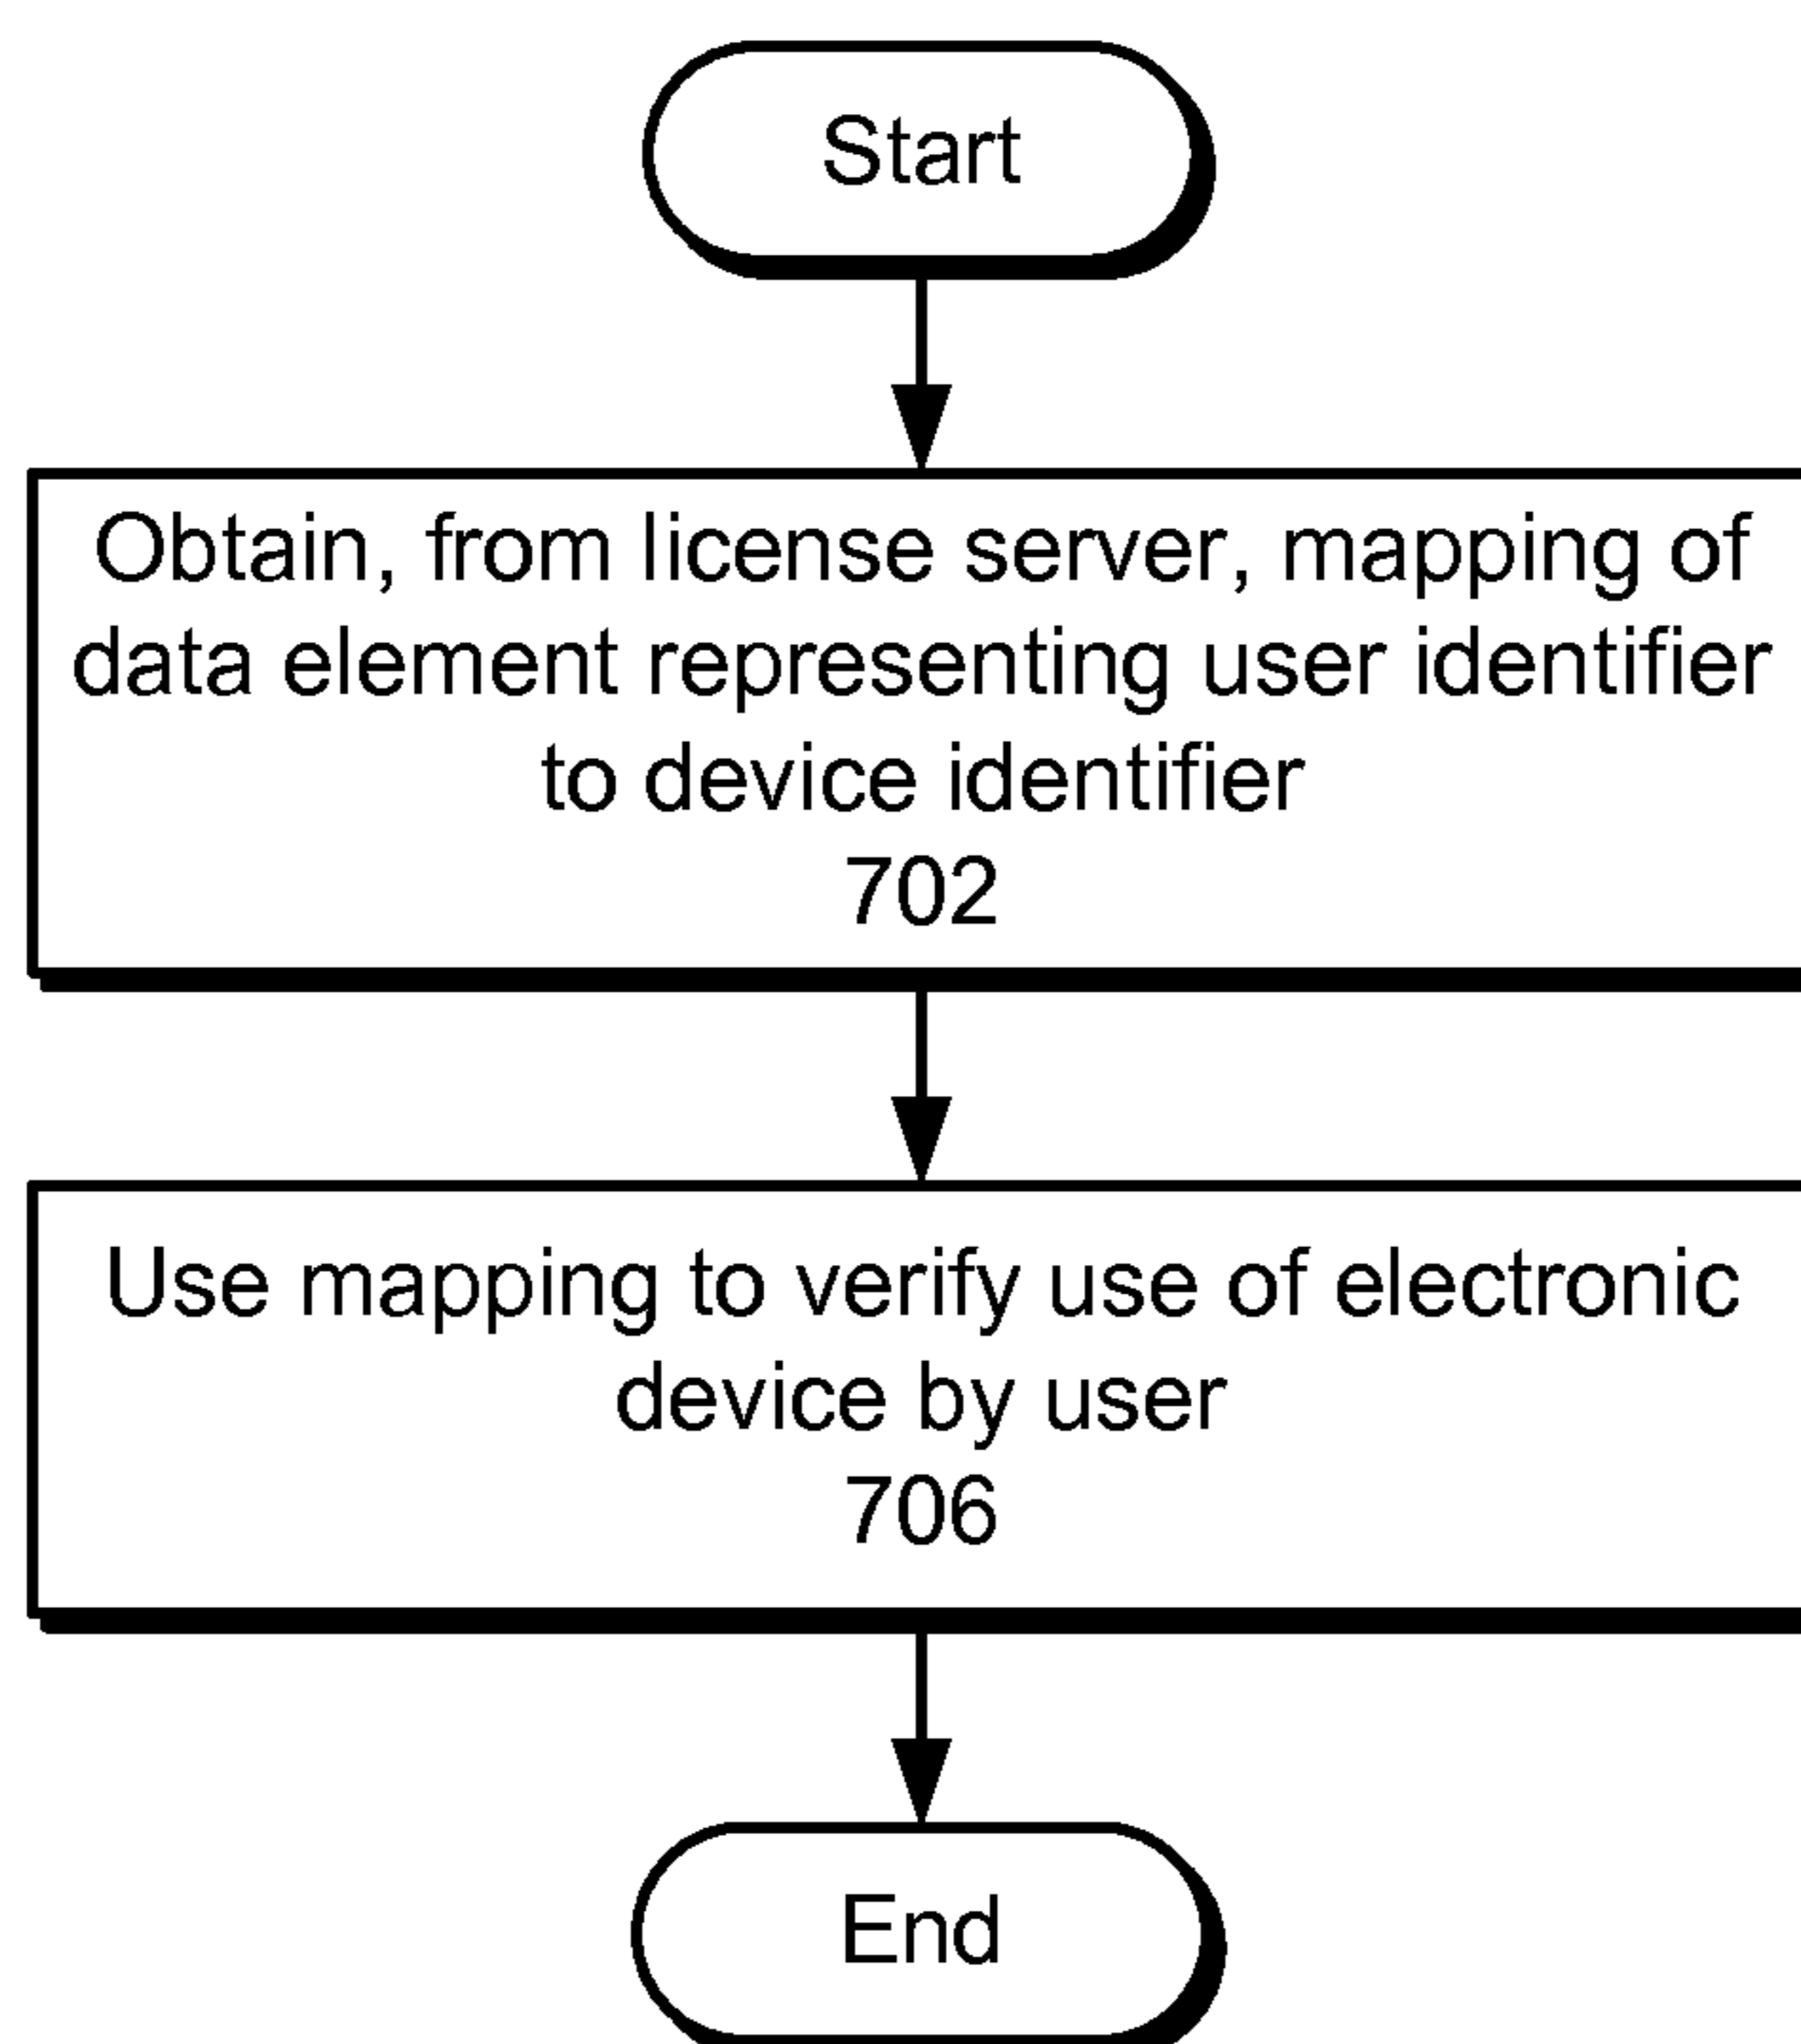 Start
Obtain, from license server, mapping of
data element representing user identifier
to device identifier
702
Use mapping to verify use of electronic
device by user
706
End